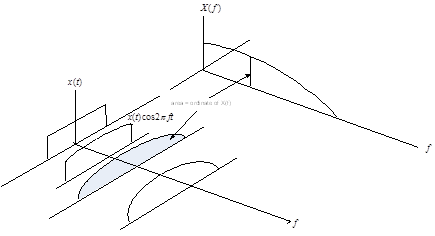 X(f)
x(t)
area = ordinate of X(f)
x(t)cos2πft
f
f